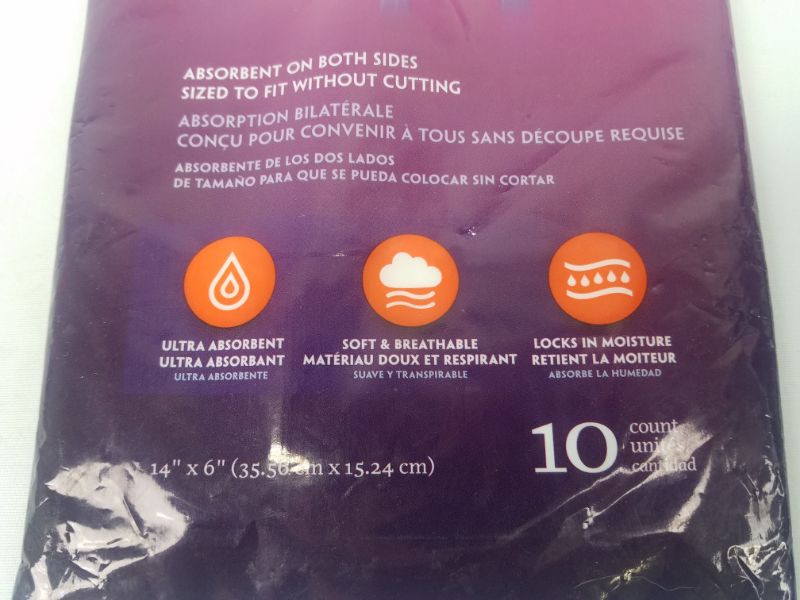 ABSORBENT ON BOTH SIDES
SIZED TO FIT WITHOUT CUTTING
ABSORPTION BILATÉRALE
CONÇU POUR CONVENIR À TOUS SANS DÉCOUPE REQUISE
ABSORBENTE DE LOS DOS LADOS
DE TAMAÑO PARA QUE SE PUEDA COLOCAR SIN CORTAR
ULTRA ABSORBENT
ULTRA ABSORBANT
ULTRA ABSORBENTE
SOFT & BREATHABLE
MATÉRIAU DOUX ET RESPIRANT
SUAVE Y TRANSPIRABLE
LOCKS IN MOISTURE
RETIENT LA MOITEUR
ABSORBE LA HUMEDAD
14" x 6" (35.56 cm x 15.24 cm)
10 count
unités
cantidad